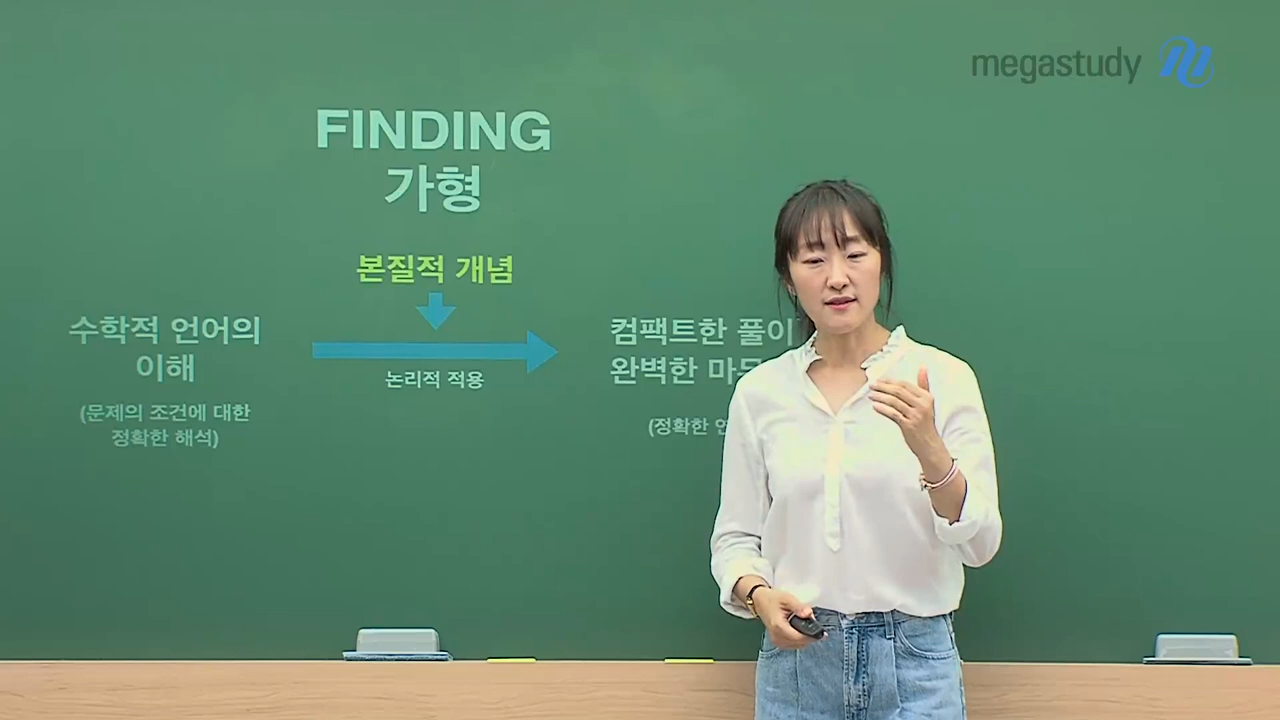 megastudy
FINDING
가형
본질적 개념
수학적 언어의
이해
(문제의 조건에 대한
정확한 해석)
논리적 적용
컴팩트한 풀이
완벽한
(정확한